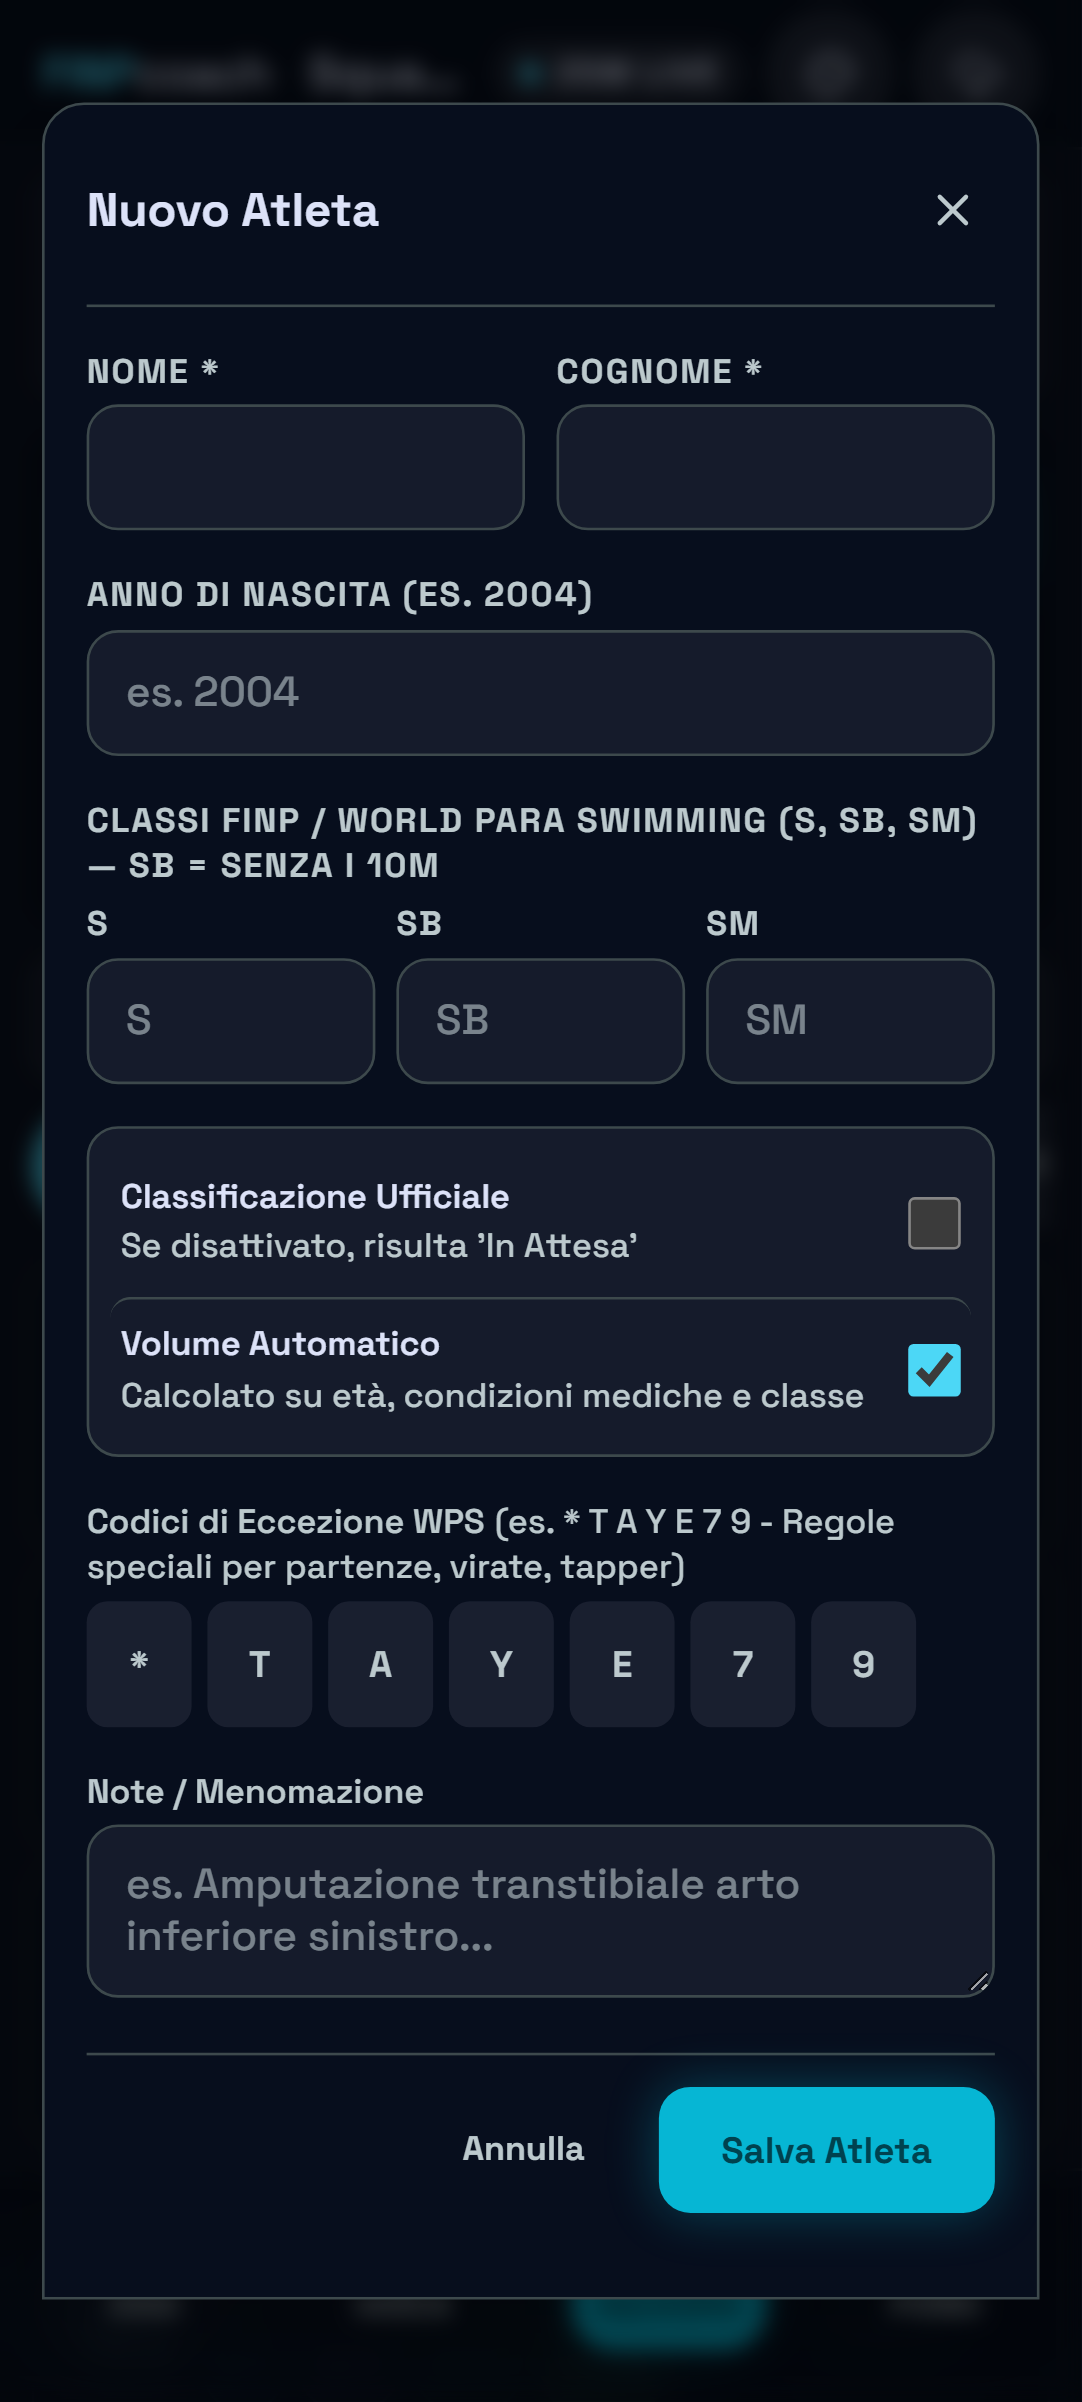 Nuovo Atleta
NOME *
COGNOME *
ANNO DI NASCITA (ES. 2004)
es. 2004
CLASSI FINP / WORLD PARA SWIMMING (S, SB, SM)
— SB = SENZA I 10M
S
SB
SM
S
SB
SM
Classificazione Ufficiale
Se disattivato, risulta 'In Attesa'
Volume Automatico
Calcolato su età, condizioni mediche e classe
Codici di Eccezione WPS (es. * T A Y E 7 9 - Regole
speciali per partenze, virate, tapper)
* T A Y E 7 9
Note / Menomazione
es. Amputazione transtibiale arto
inferiore sinistro...
Annulla
Salva Atleta